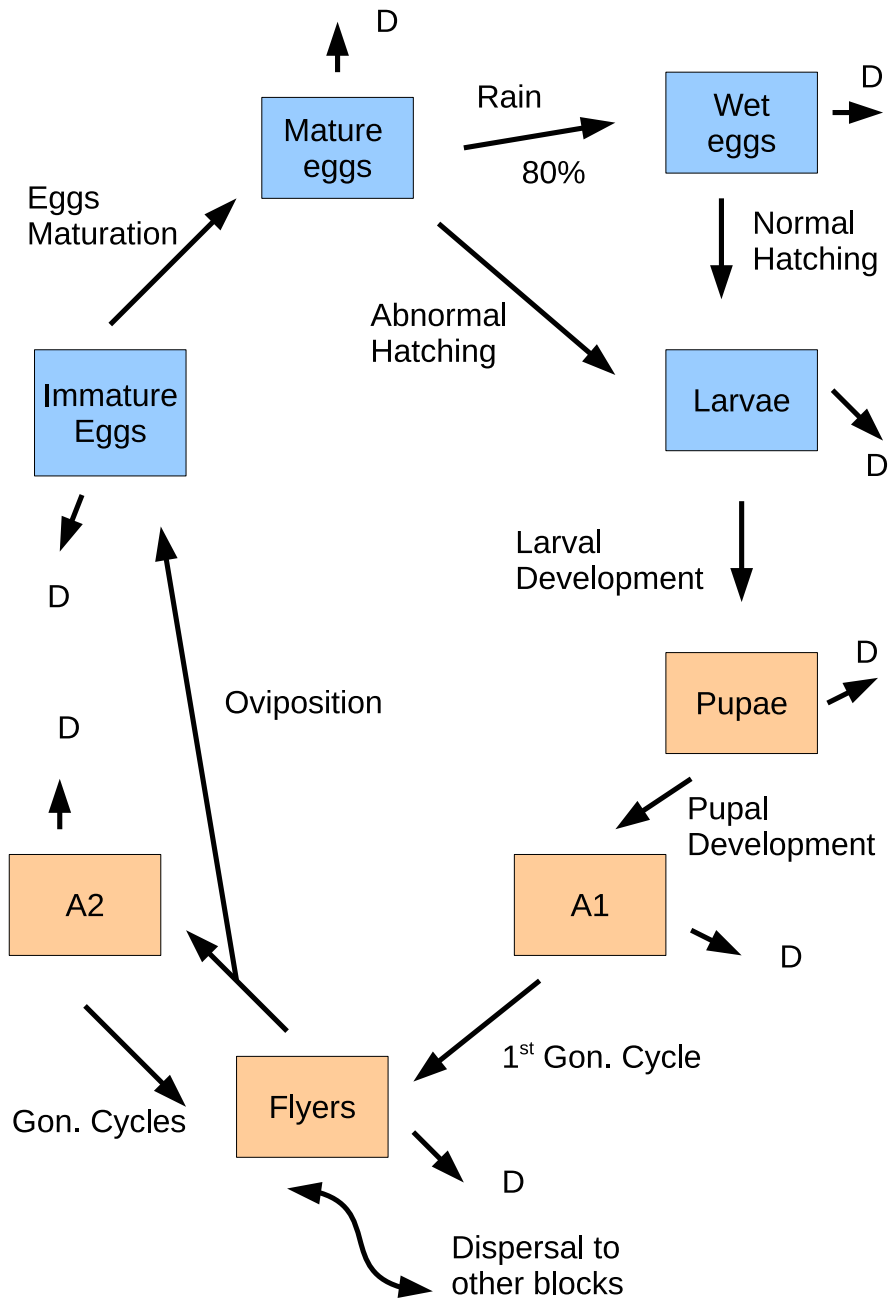 D
Rain
D
Mature
eggs
Wet
eggs
80%
Eggs
Maturation
Normal
Hatching
Abnormal
Hatching
Immature
Eggs
Larvae
D
Larval
Development
D
D
Pupae
Oviposition
D
Pupal
Development
A2
A1
D
1st Gon. Cycle
Flyers
Gon. Cycles
D
Dispersal to
other blocks